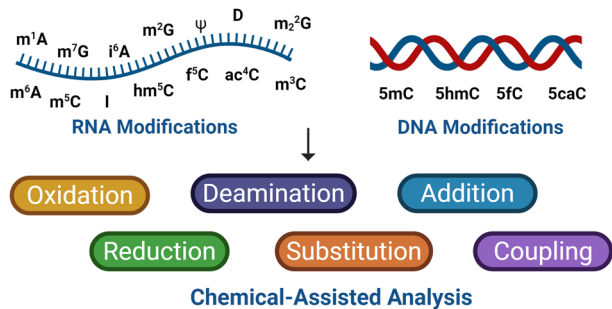 m¹A m⁷G i⁶A m²G ψ D m₂²G
m⁶A m⁵C I hm⁵C f⁵C ac⁴C m³C
5mC 5hmC 5fC 5caC
RNA Modifications
DNA Modifications
Oxidation Deamination Addition
Reduction Substitution Coupling
Chemical-Assisted Analysis